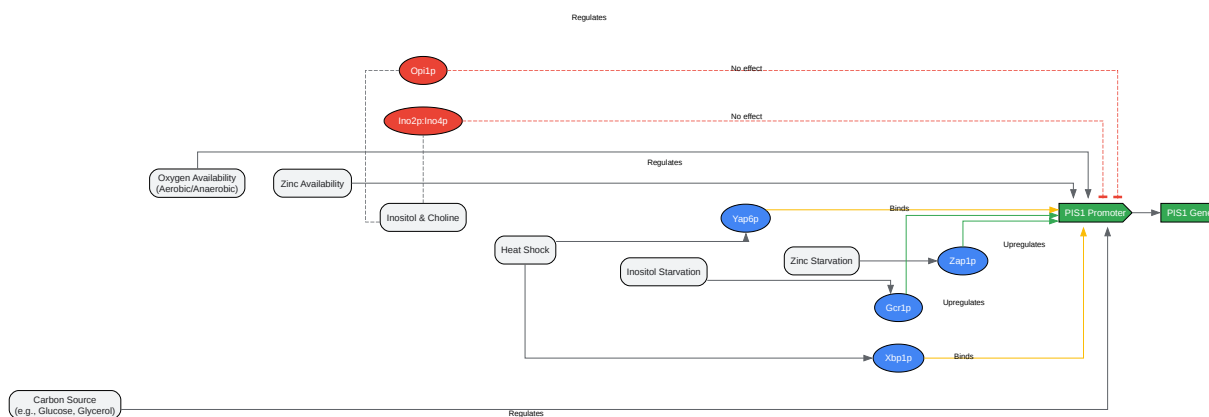 Regulates
Opi1p
No effect
Ino2p:Ino4p
No effect
Regulates
Oxygen Availability
(Aerobic/Anaerobic)
Zinc Availability
Inositol & Choline
Yap6p
Binds
PIS1 Promoter
PIS1 Gene
Heat Shock
Upregulates
Zinc Starvation
Zap1p
Inositol Starvation
Gcr1p
Upregulates
Xbp1p
Binds
Carbon Source
(e.g., Glucose, Glycerol)
Regulates